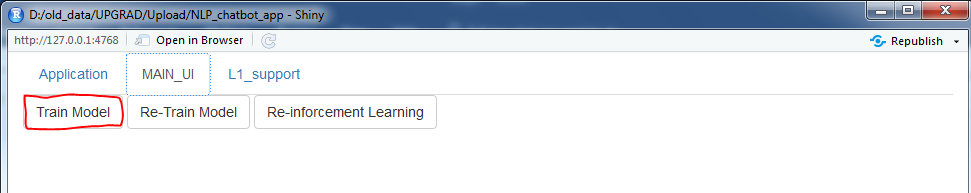 D:/old_data/UPGRAD/Upload/NLP_chatbot_app - Shiny
http://127.0.0.1:4768 Open in Browser Republish
Application MAIN_UI L1_support
Train Model Re-Train Model Re-inforcement Learning